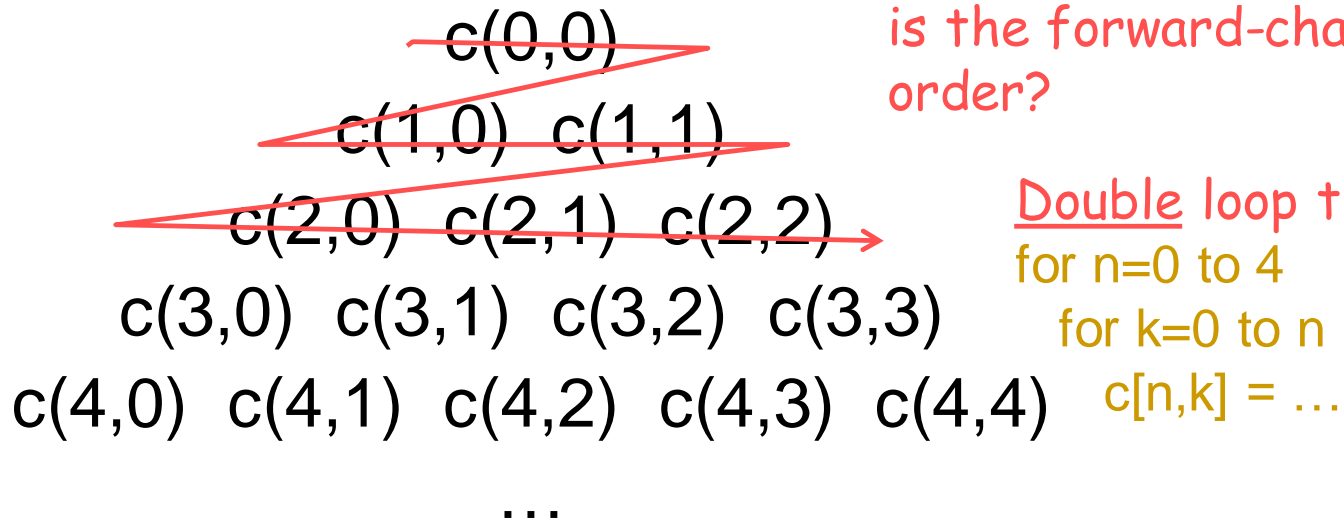 c(0,0)
c(1,0) c(1,1)
c(2,0) c(2,1) c(2,2)
c(3,0) c(3,1) c(3,2) c(3,3)
c(4,0) c(4,1) c(4,2) c(4,3) c(4,4)
…
is the forward-cha
order?
Double loop t
for n=0 to 4
for k=0 to n
c[n,k] = …